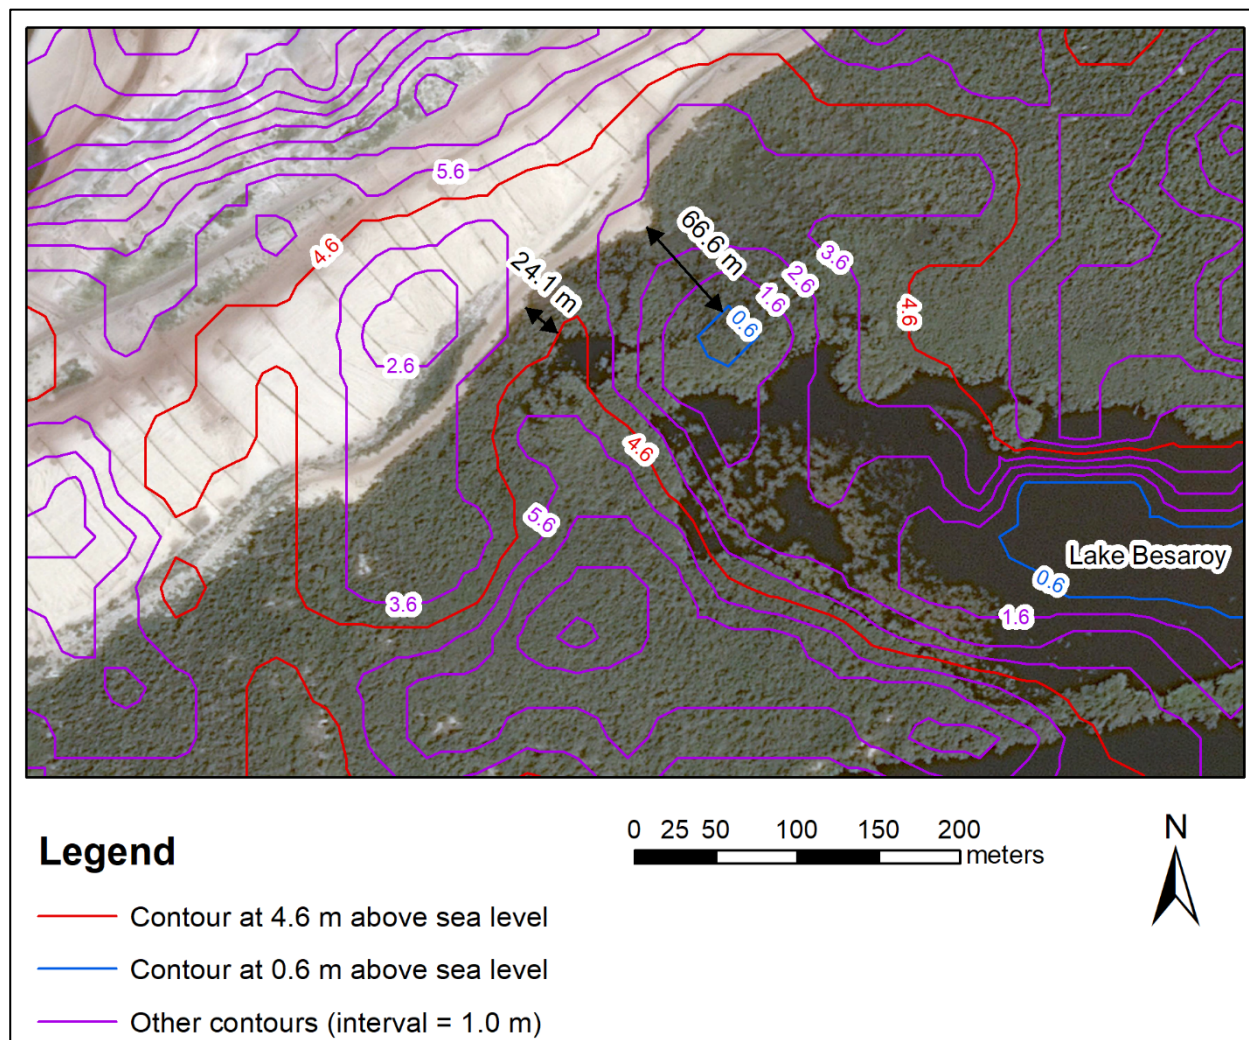 5.6
4.6
66.6 m
3.6
24.1 m
2.6
1.6
4.6
0.6
2.6
4.6
5.6
Lake Besaroy
0.6
3.6
1.6
0 25 50 100 150 200
meters
N
Legend
Contour at 4.6 m above sea level
Contour at 0.6 m above sea level
Other contours (interval = 1.0 m)